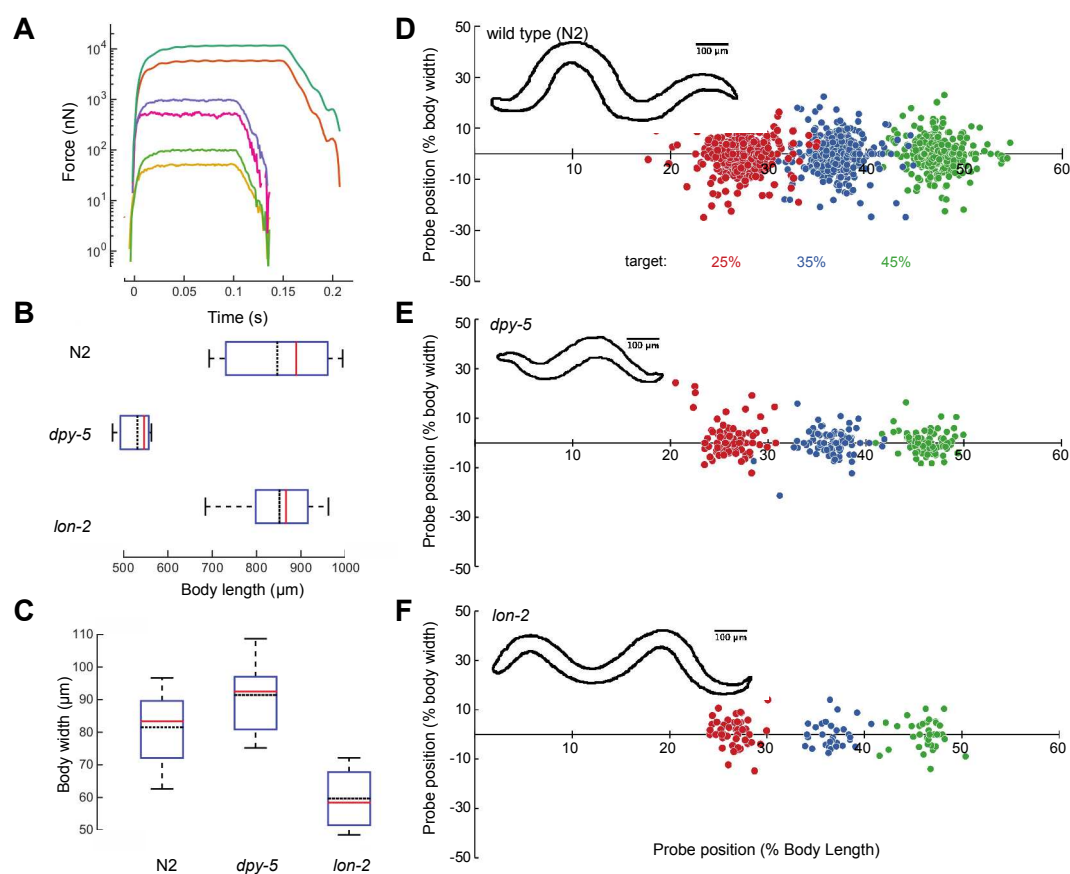 A
Force (nN)
10^4
10^3
10^2
10^1
10^0
0 0.05 0.1 0.15 0.2
Time (s)
B
N2
dpy-5
lon-2
500 600 700 800 900 1000
Body length (μm)
C
Body width (μm)
110
100
90
80
70
60
50
N2 dpy-5 lon-2
D
wild type (N2)
100 μm
Probe position (% body width)
50
30
10
-10
-30
-50
10 20 30 40 50 60
target: 25% 35% 45%
E
dpy-5
100 μm
Probe position (% body width)
50
30
10
-10
-30
-50
10 20 30 40 50 60
F
lon-2
100 μm
Probe position (% body width)
50
30
10
-10
-30
-50
10 20 30 40 50 60
Probe position (% Body Length)